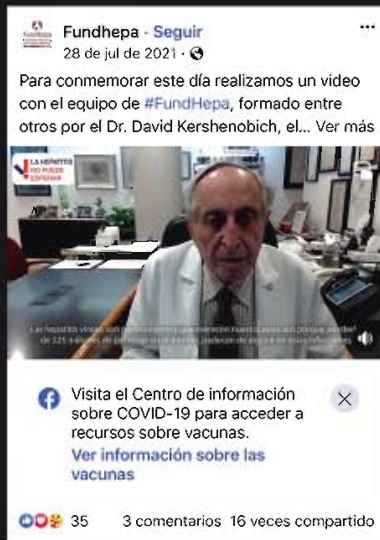 Fundhepa · Seguir
28 de jul de 2021 ·
Para conmemorar este día realizamos un video
con el equipo de #FundHepa, formado entre
otros por el Dr. David Kershenobich, el... Ver más
LA HEPATITIS
NO PUEDE
ESPERAR
Visita el Centro de información
sobre COVID-19 para acceder a
recursos sobre vacunas.
Ver información sobre las
vacunas
35 3 comentarios 16 veces compartido